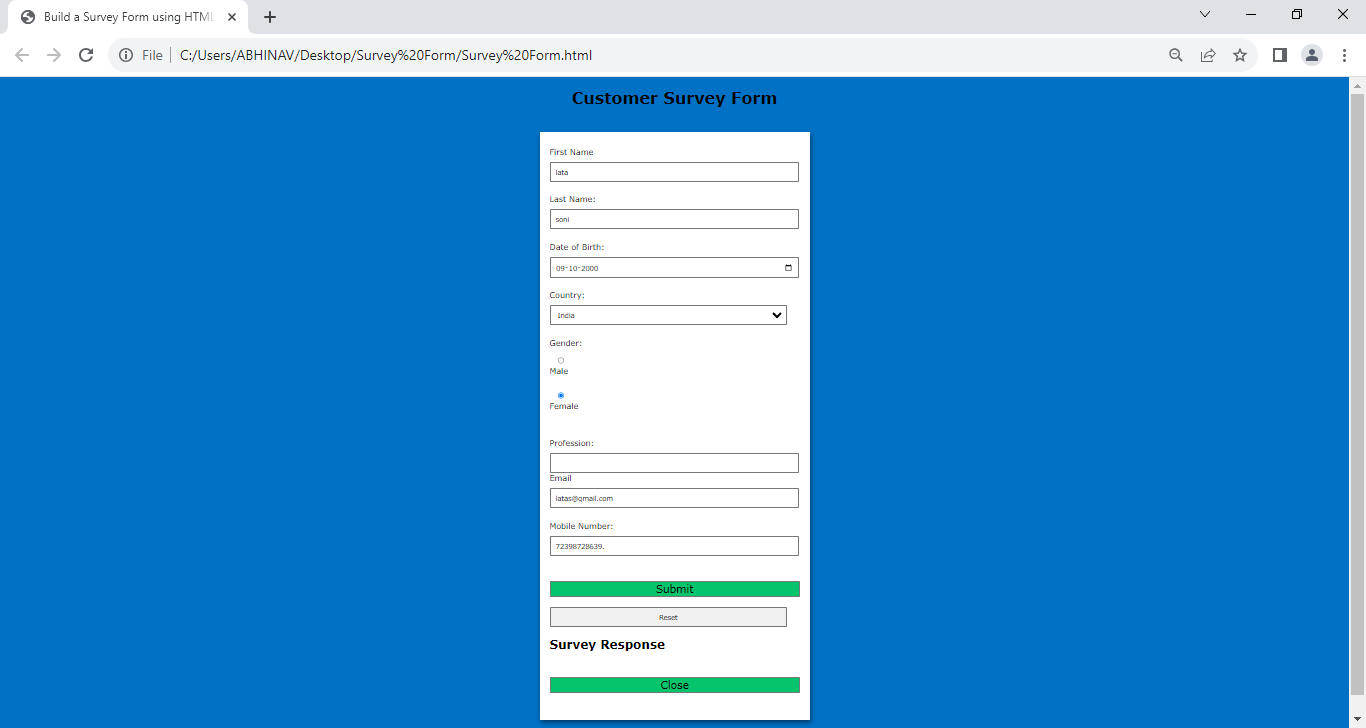 Build a Survey Form using HTML
File
C:/Users/ABHINAV/Desktop/Survey%20Form/Survey%20Form.html
Customer Survey Form
First Name
lata
Last Name:
soni
Date of Birth:
09-10-2000
Country:
India
Gender:
Male
Female
Profession:
Email
latas@gmail.com
Mobile Number:
72398728639.
Submit
Reset
Survey Response
Close